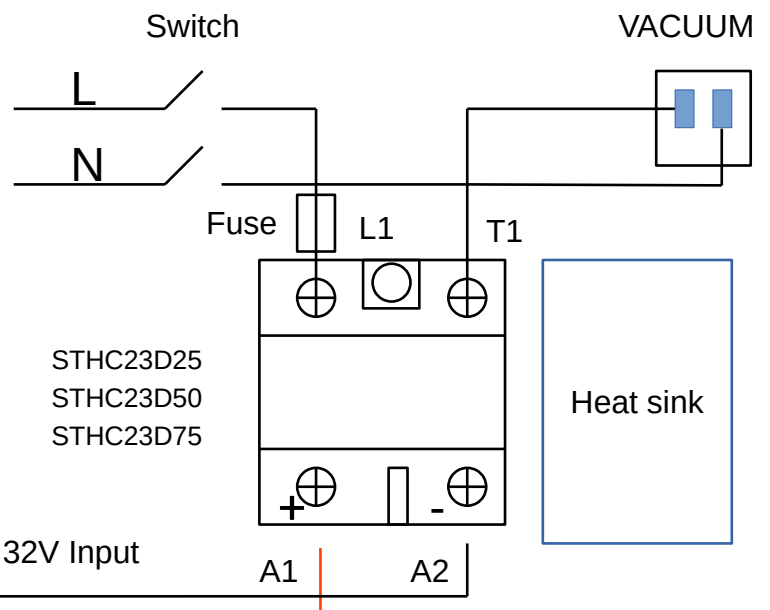 Switch
VACUUM
L
N
Fuse
L1
T1
STHC23D25
STHC23D50
STHC23D75
Heat sink
+
-
32V Input
A1
A2